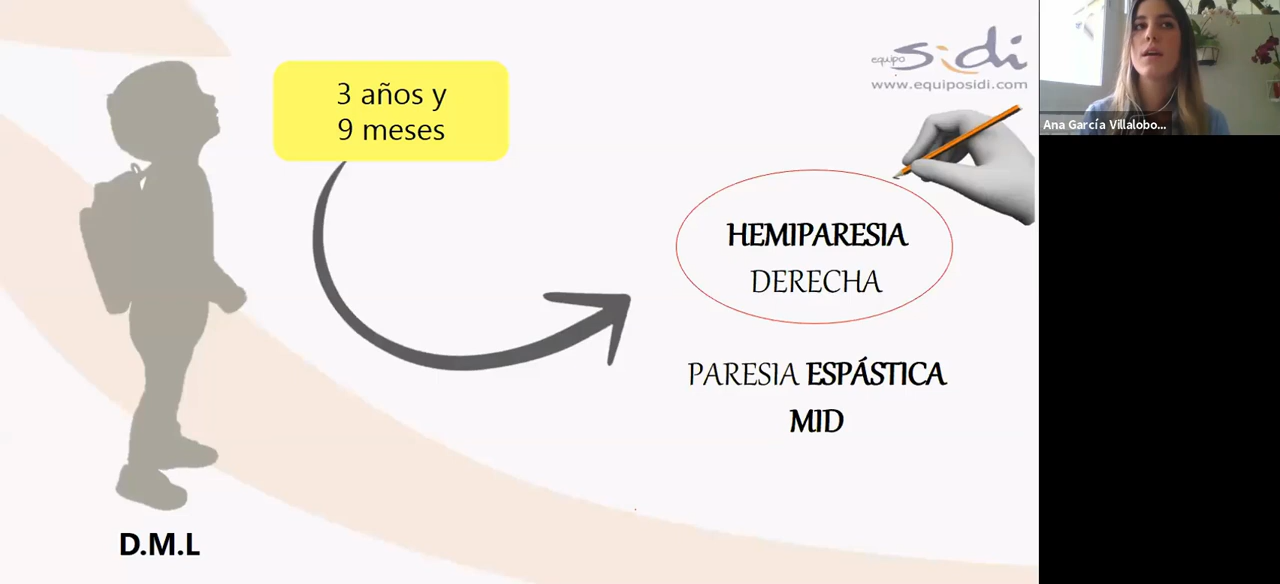 3 años y
9 meses
equipo sidi
www.equiposidi.com
Ana García Villalobo...
HEMIPARESIA
DERECHA
PARESIA ESPÁSTICA
MID
D.M.L